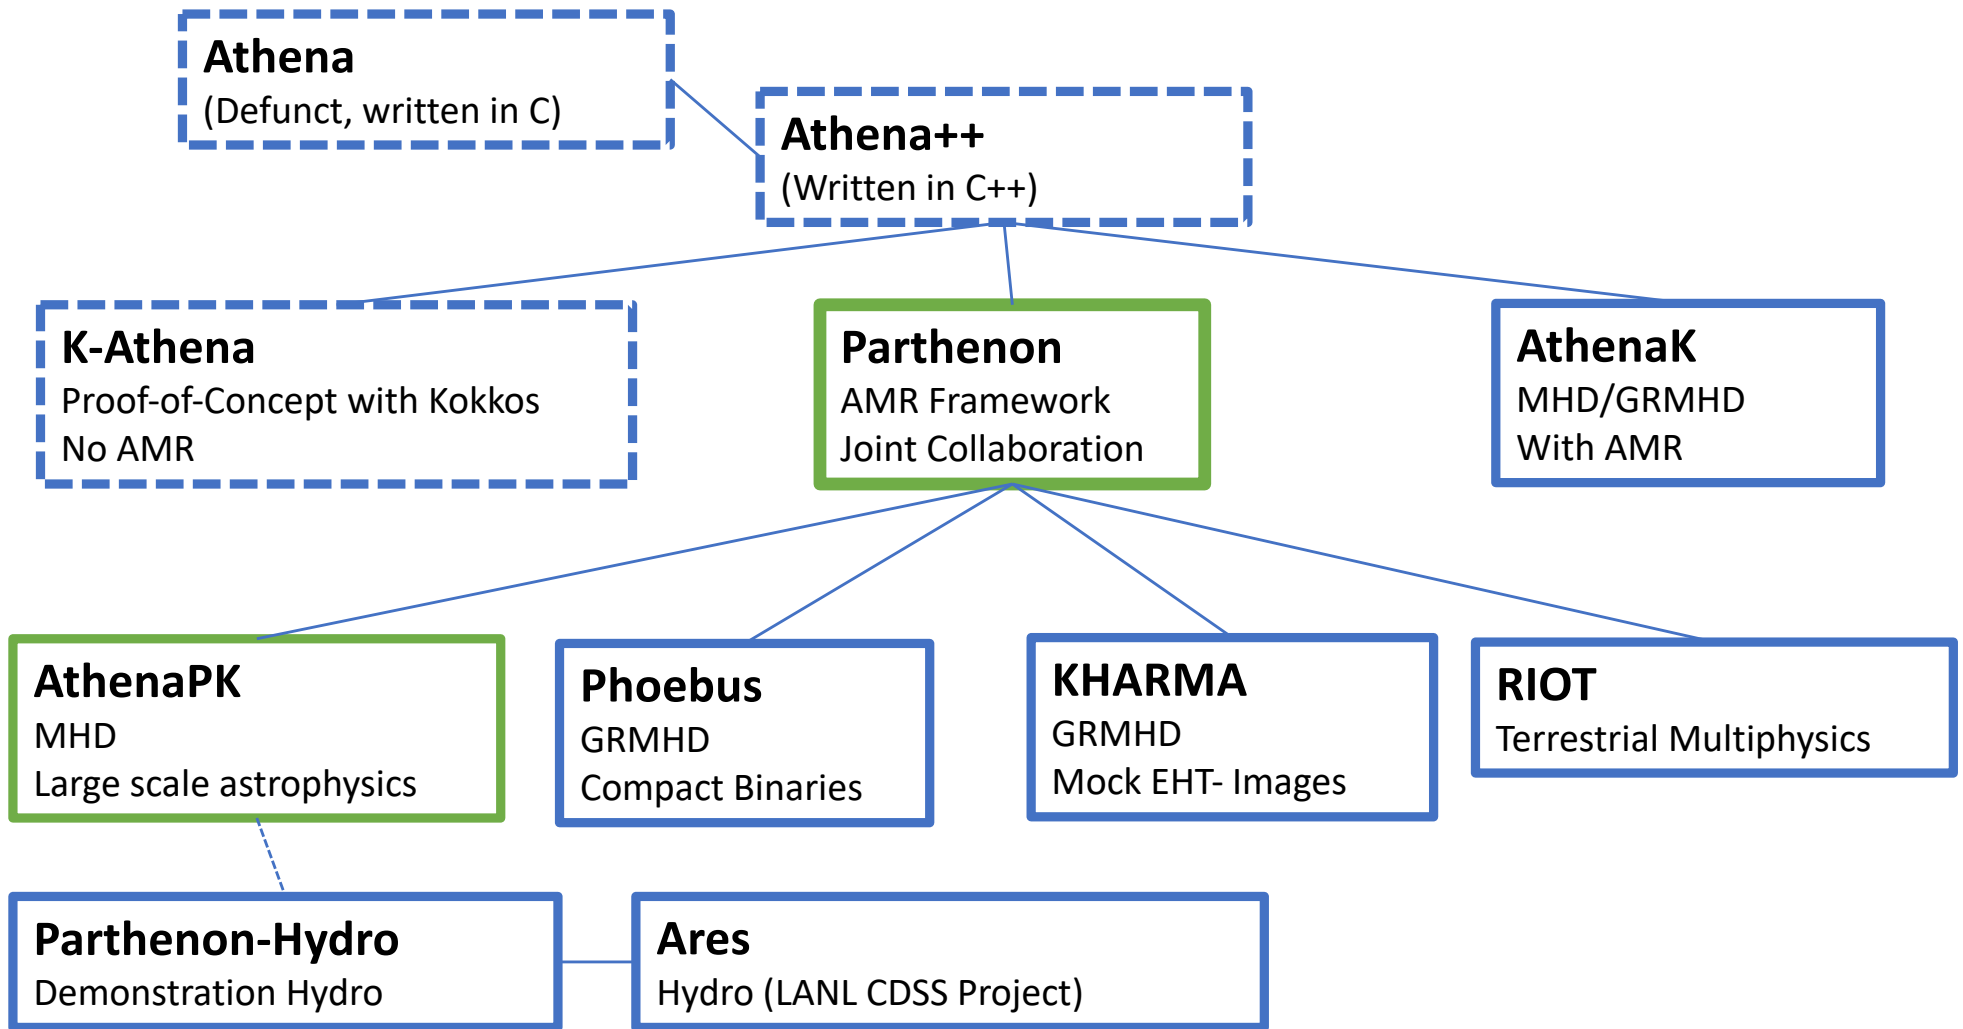 Athena
(Defunct, written in C)
Athena++
(Written in C++)
K-Athena
Proof-of-Concept with Kokkos
No AMR
Parthenon
AMR Framework
Joint Collaboration
AthenaK
MHD/GRMHD
With AMR
AthenaPK
MHD
Large scale astrophysics
Phoebus
GRMHD
Compact Binaries
KHARMA
GRMHD
Mock EHT- Images
RIOT
Terrestrial Multiphysics
Parthenon-Hydro
Demonstration Hydro
Ares
Hydro (LANL CDSS Project)